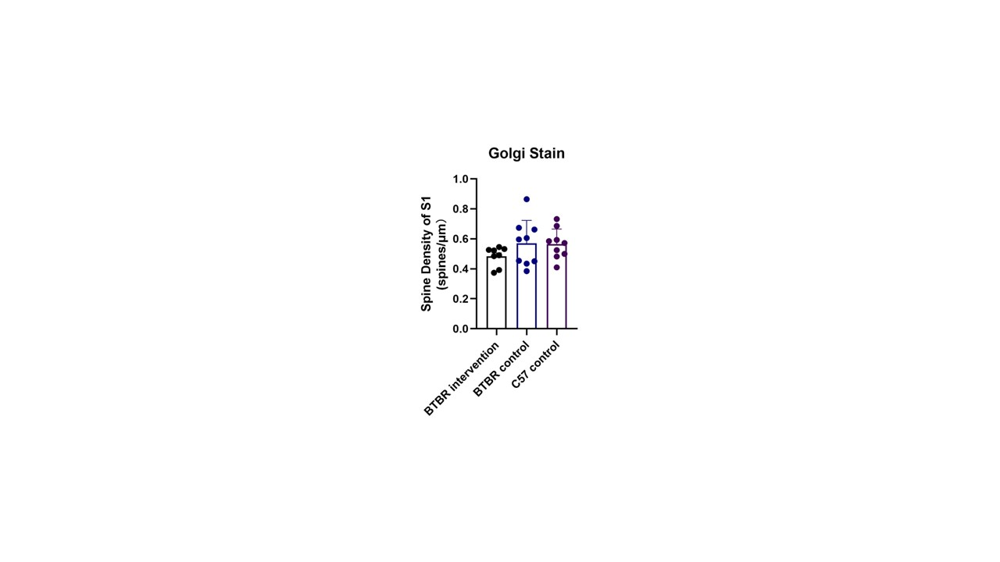 Golgi Stain
Spine Density of S1
(spines/μm）
1.0
0.8
0.6
0.4
0.2
0.0
BTBR intervention
BTBR control
C57 control